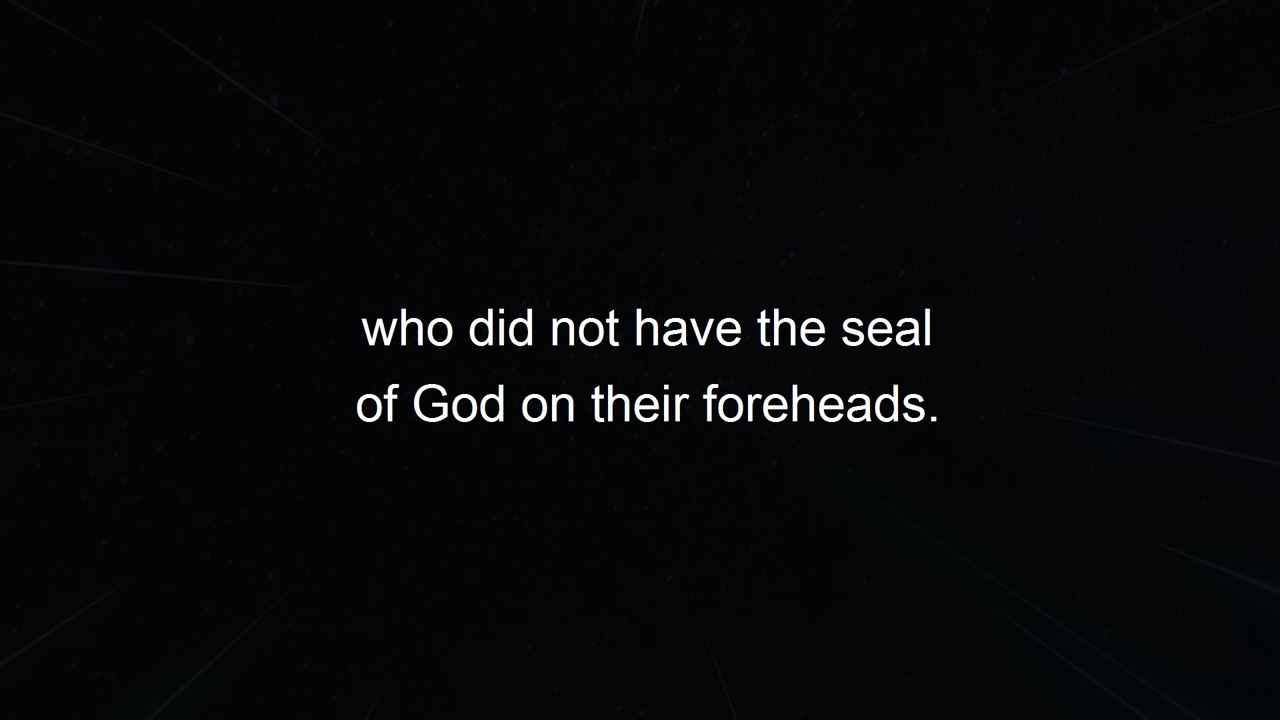 who did not have the seal
of God on their foreheads.